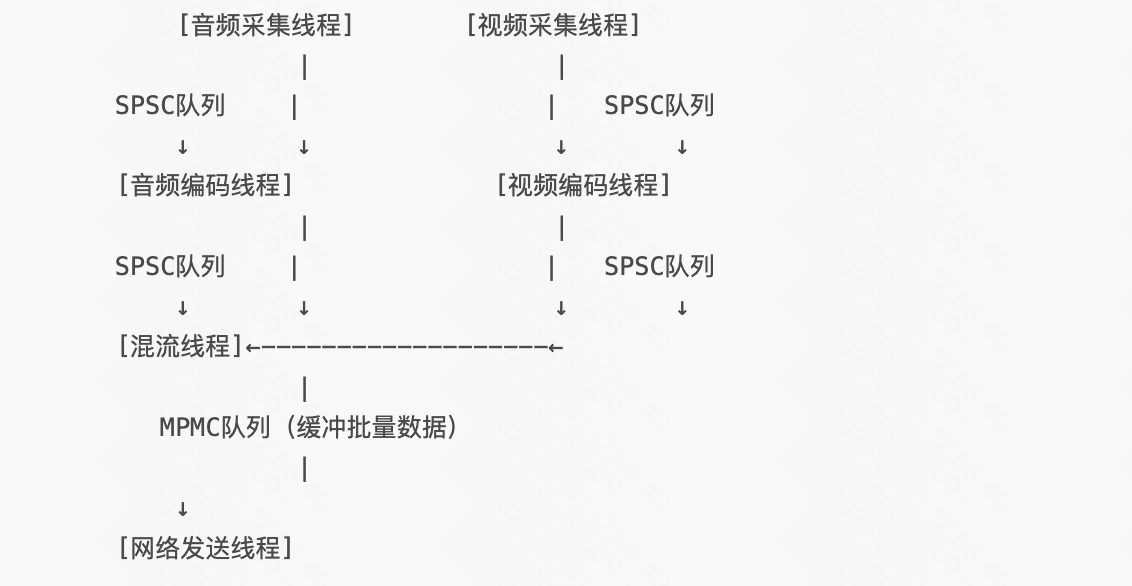 [音频采集线程] [视频采集线程]
| |
SPSC队列 | | SPSC队列
↓ ↓ ↓ ↓
[音频编码线程] [视频编码线程]
| |
SPSC队列 | | SPSC队列
↓ ↓ ↓ ↓
[混流线程]←———————————————————←
|
MPMC队列（缓冲批量数据）
|
↓
[网络发送线程]